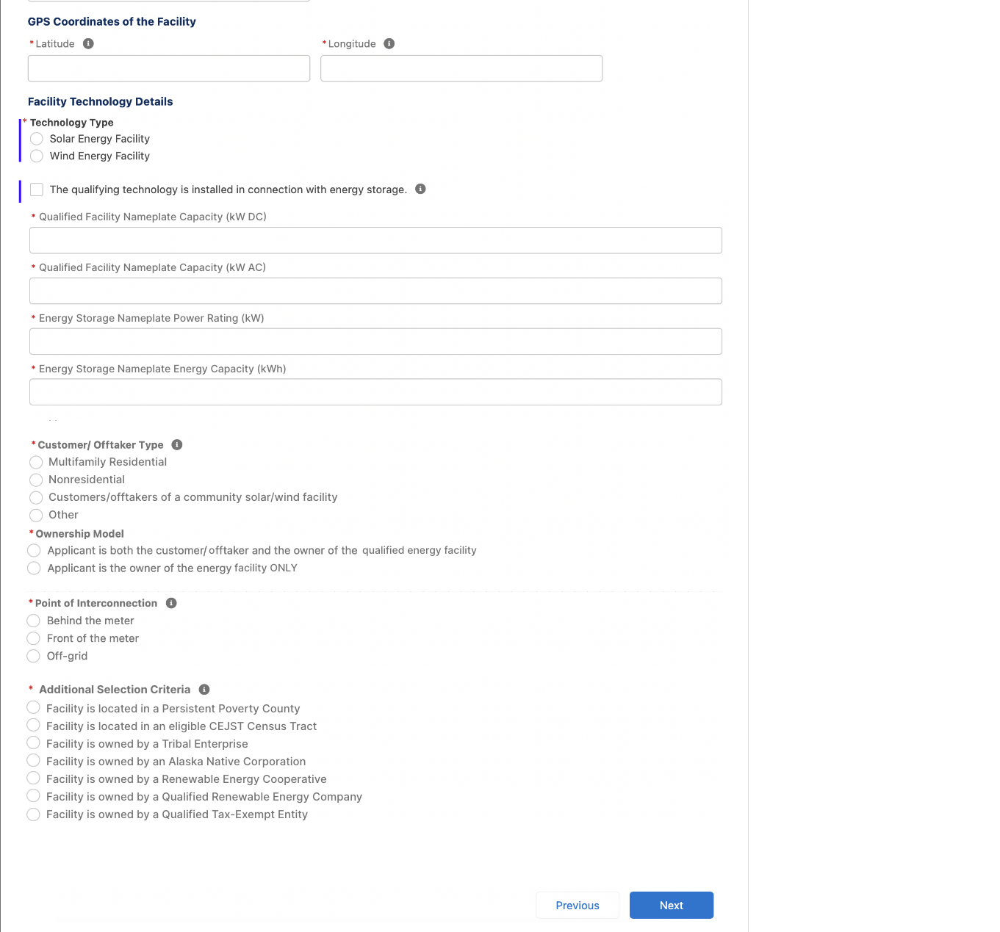 GPS Coordinates of the Facility
* Latitude
* Longitude
Facility Technology Details
* Technology Type
Solar Energy Facility
Wind Energy Facility
The qualifying technology is installed in connection with energy storage.
* Qualified Facility Nameplate Capacity (kW DC)
* Qualified Facility Nameplate Capacity (kW AC)
* Energy Storage Nameplate Power Rating (kW)
* Energy Storage Nameplate Energy Capacity (kWh)
* Customer/ Offtaker Type
Multifamily Residential
Nonresidential
Customers/offtakers of a community solar/wind facility
Other
* Ownership Model
Applicant is both the customer/offtaker and the owner of the qualified energy facility
Applicant is the owner of the energy facility ONLY
* Point of Interconnection
Behind the meter
Front of the meter
Off-grid
* Additional Selection Criteria
Facility is located in a Persistent Poverty County
Facility is located in an eligible CEJST Census Tract
Facility is owned by a Tribal Enterprise
Facility is owned by an Alaska Native Corporation
Facility is owned by a Renewable Energy Cooperative
Facility is owned by a Qualified Renewable Energy Company
Facility is owned by a Qualified Tax-Exempt Entity
Previous
Next